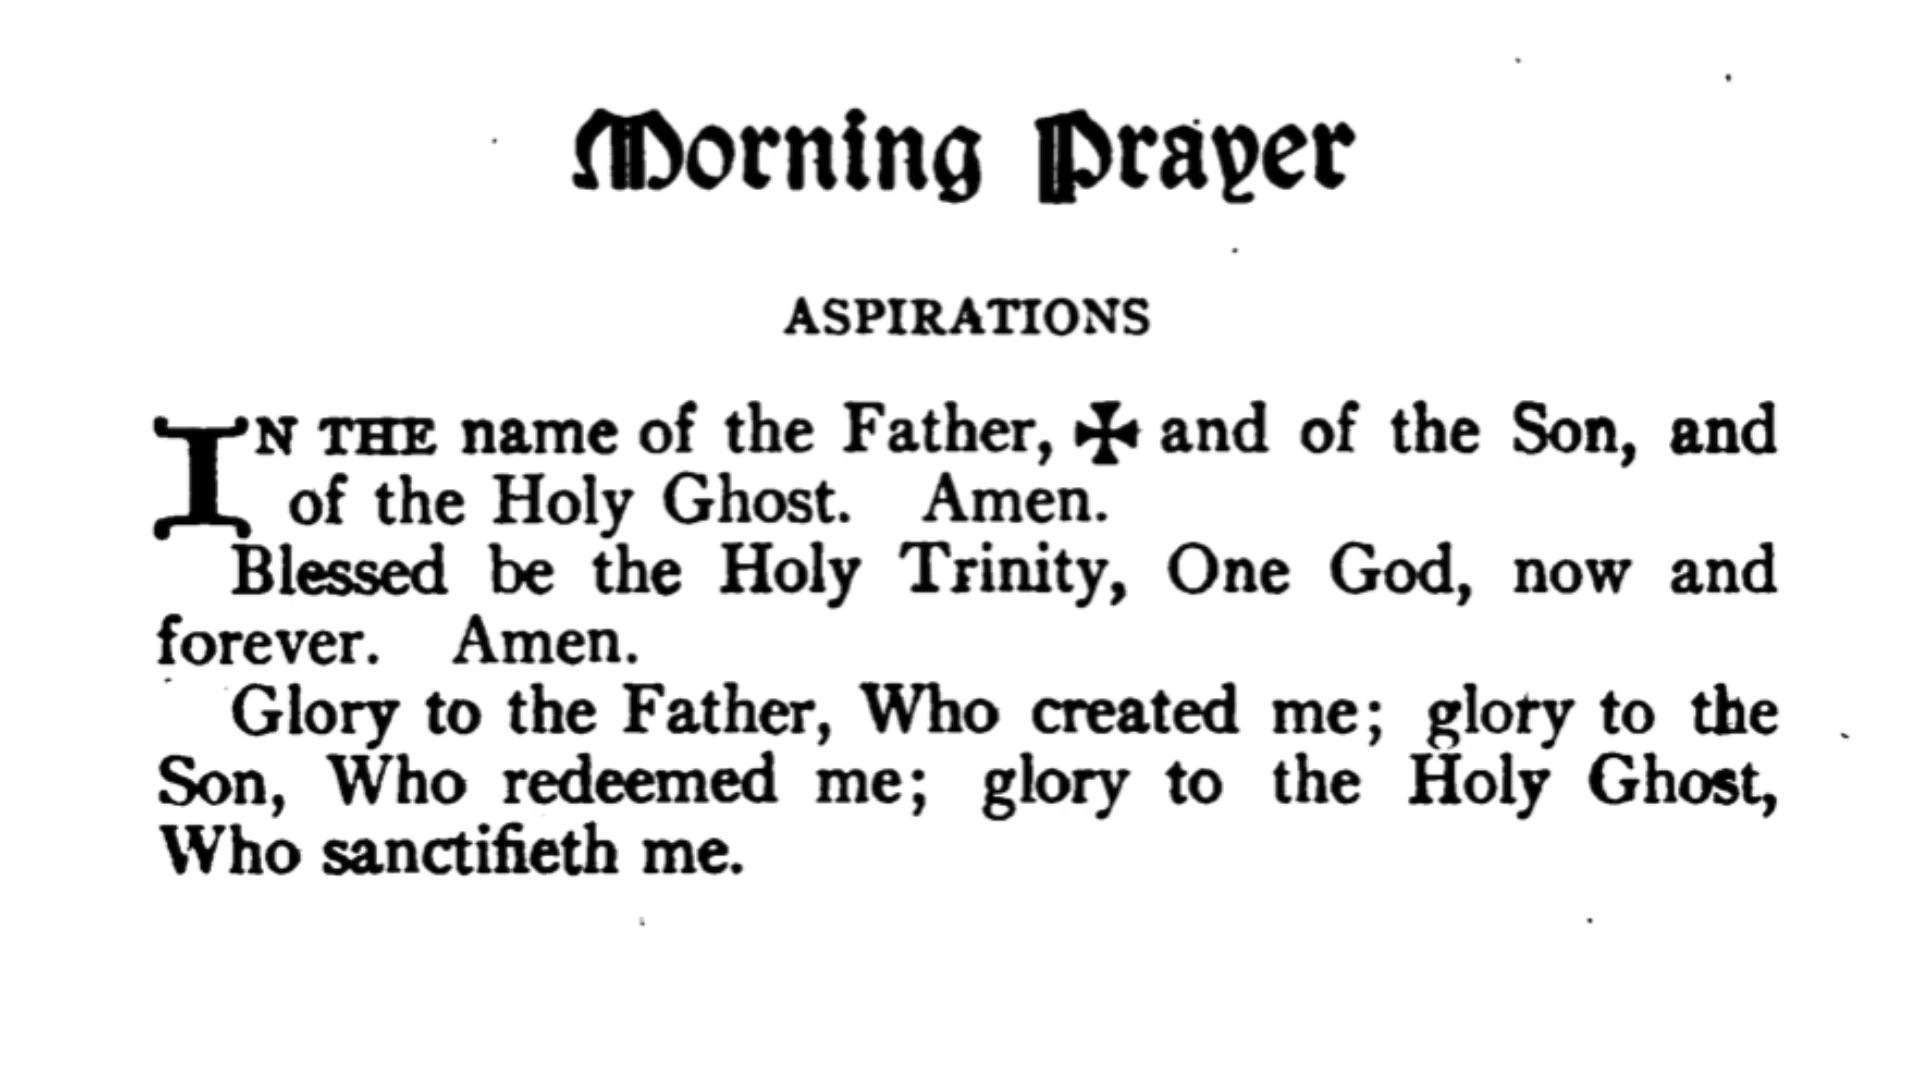 Morning Prayer
ASPIRATIONS
IN THE name of the Father, ✠ and of the Son, and
of the Holy Ghost. Amen.
Blessed be the Holy Trinity, One God, now and
forever. Amen.
Glory to the Father, Who created me; glory to the
Son, Who redeemed me; glory to the Holy Ghost,
Who sanctifieth me.